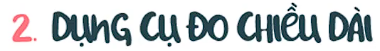 2. DỤNG CỤ ĐO CHIỀU DÀI